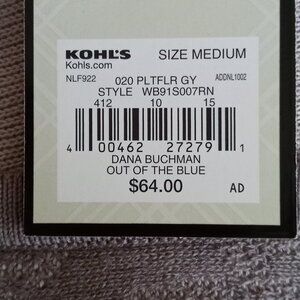 KOHL'S SIZE MEDIUM
Kohls.com
NLF922 020 PLTFLR GY ADDNL1002
STYLE WB91S007RN
412 10 15
4 00462 27279 1
DANA BUCHMAN
OUT OF THE BLUE
$64.00 AD